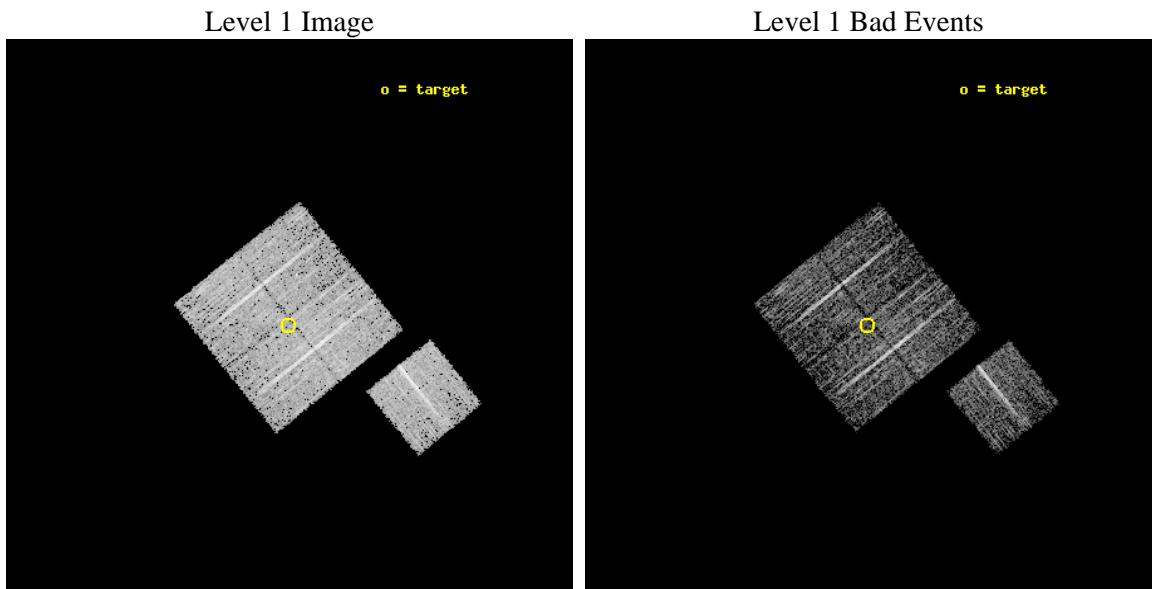 Level 1 Image
Level 1 Bad Events
o = target
o = target